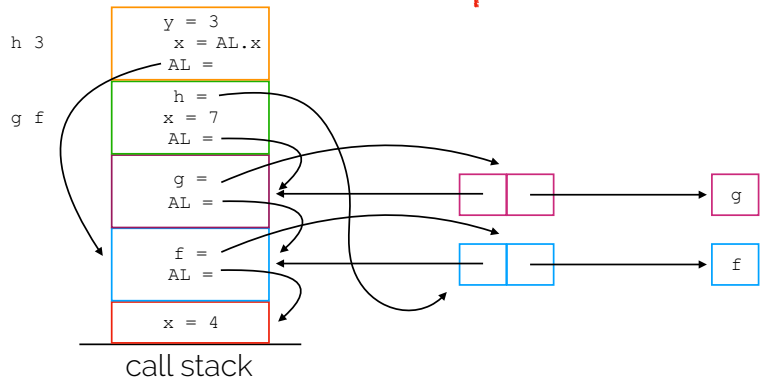 h 3
y = 3
x = AL.x
AL =
g f
h =
x = 7
AL =
g =
AL =
g
f =
AL =
f
x = 4
call stack